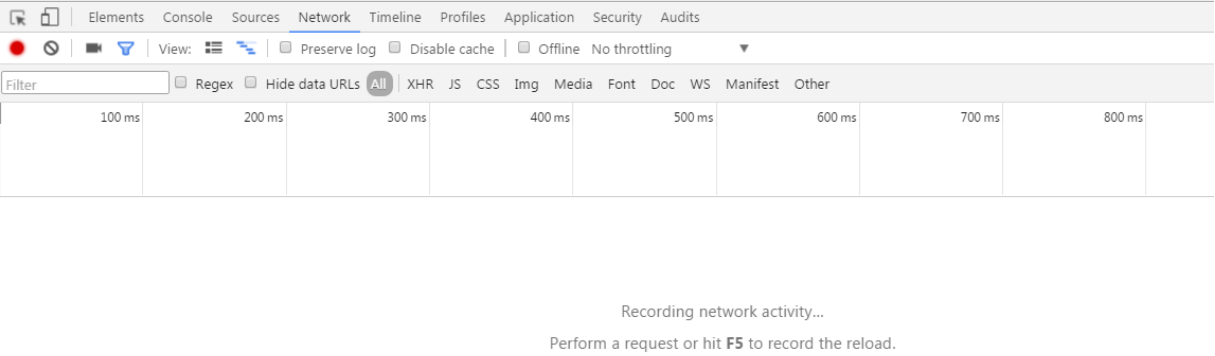 Elements Console Sources Network Timeline Profiles Application Security Audits
View: Preserve log Disable cache Offline No throttling
Filter Regex Hide data URLs All XHR JS CSS Img Media Font Doc WS Manifest Other
100 ms 200 ms 300 ms 400 ms 500 ms 600 ms 700 ms 800 ms
Recording network activity...
Perform a request or hit F5 to record the reload.